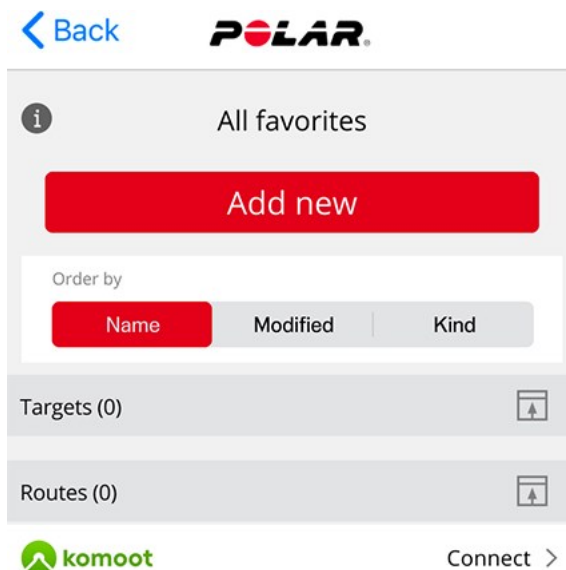 Back POLAR.
i All favorites
Add new
Order by
Name Modified Kind
Targets (0)
Routes (0)
komoot Connect >